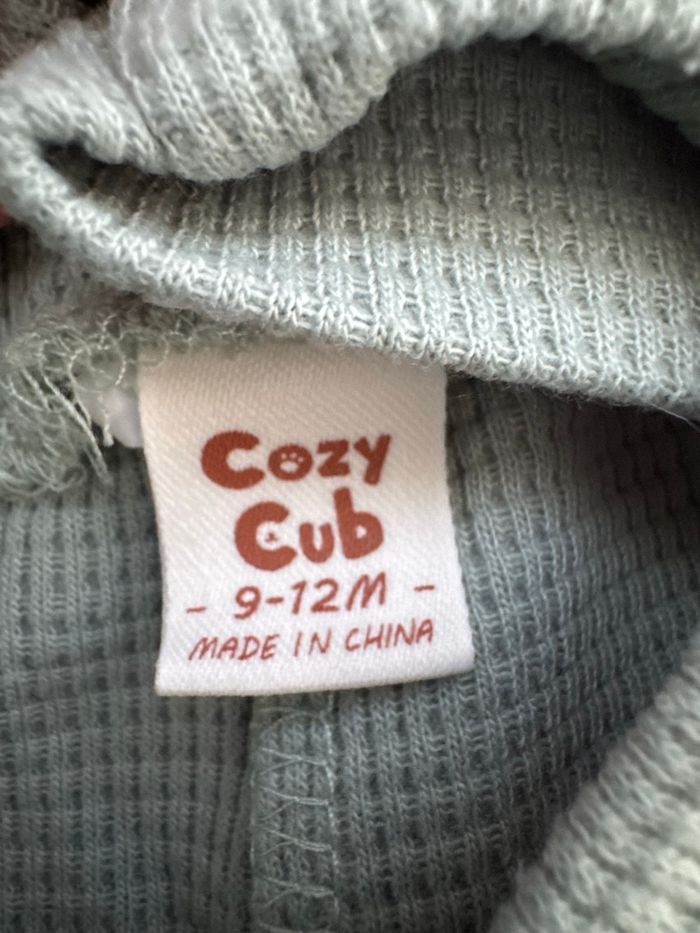 Cozy
Cub
- 9-12M -
MADE IN CHINA